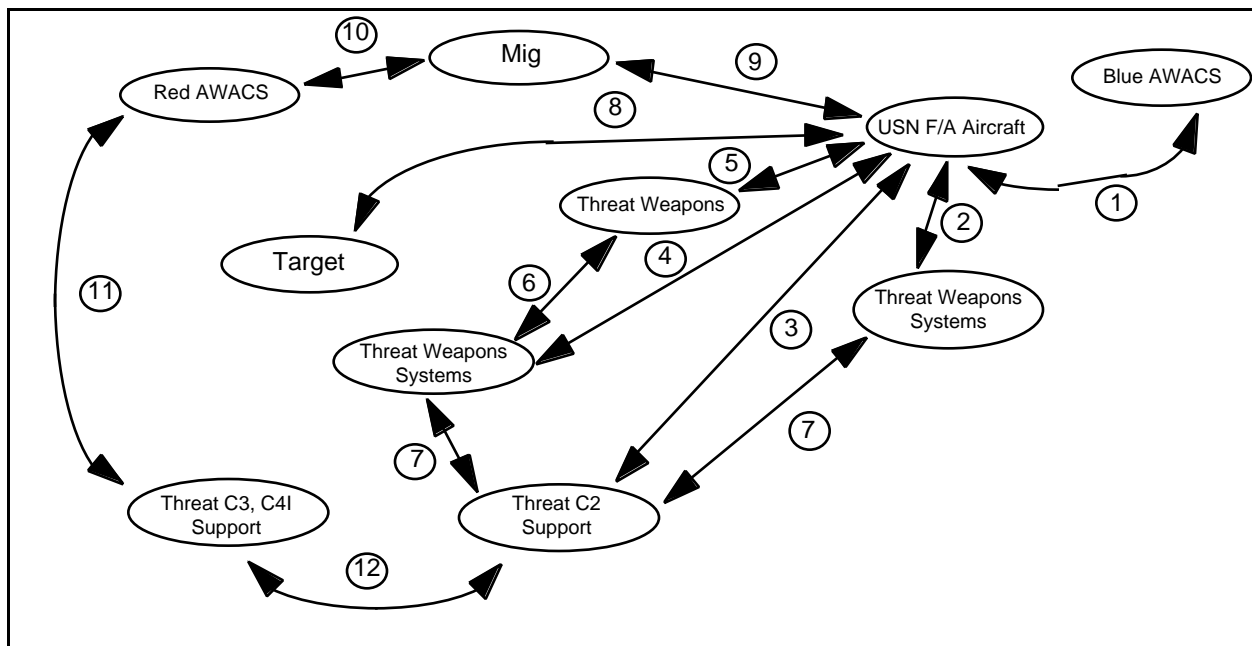 10
Mig
9
Blue AWACS
Red AWACS
8
USN F/A Aircraft
5
1
Threat Weapons
2
4
Target
6
11
Threat Weapons
Systems
3
Threat Weapons
Systems
7
7
Threat C3, C4I
Support
Threat C2
Support
12